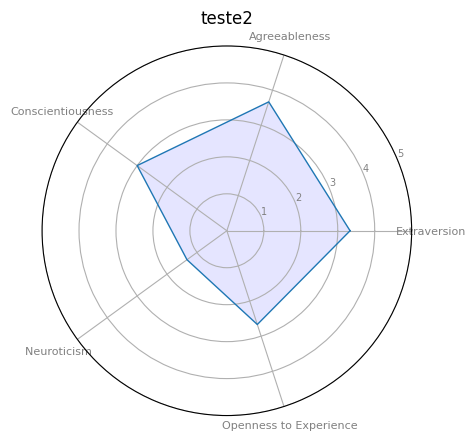 teste2
Agreeableness
Conscientiousness
5
4
3
2
1
Extraversion
Neuroticism
Openness to Experience